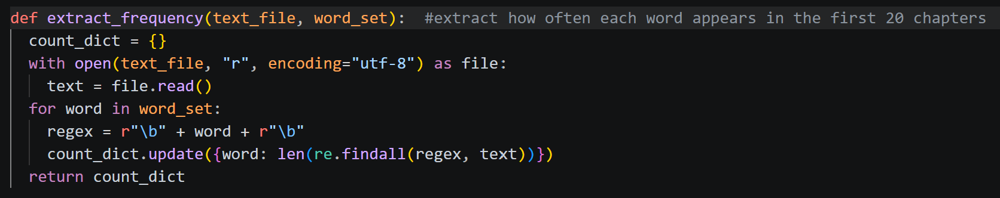 def extract_frequency(text_file, word_set):  #extract how often each word appears in the first 20 chapters
  count_dict = {}
  with open(text_file, "r", encoding="utf-8") as file:
    text = file.read()
  for word in word_set:
    regex = r"\b" + word + r"\b"
    count_dict.update({word: len(re.findall(regex, text))})
  return count_dict